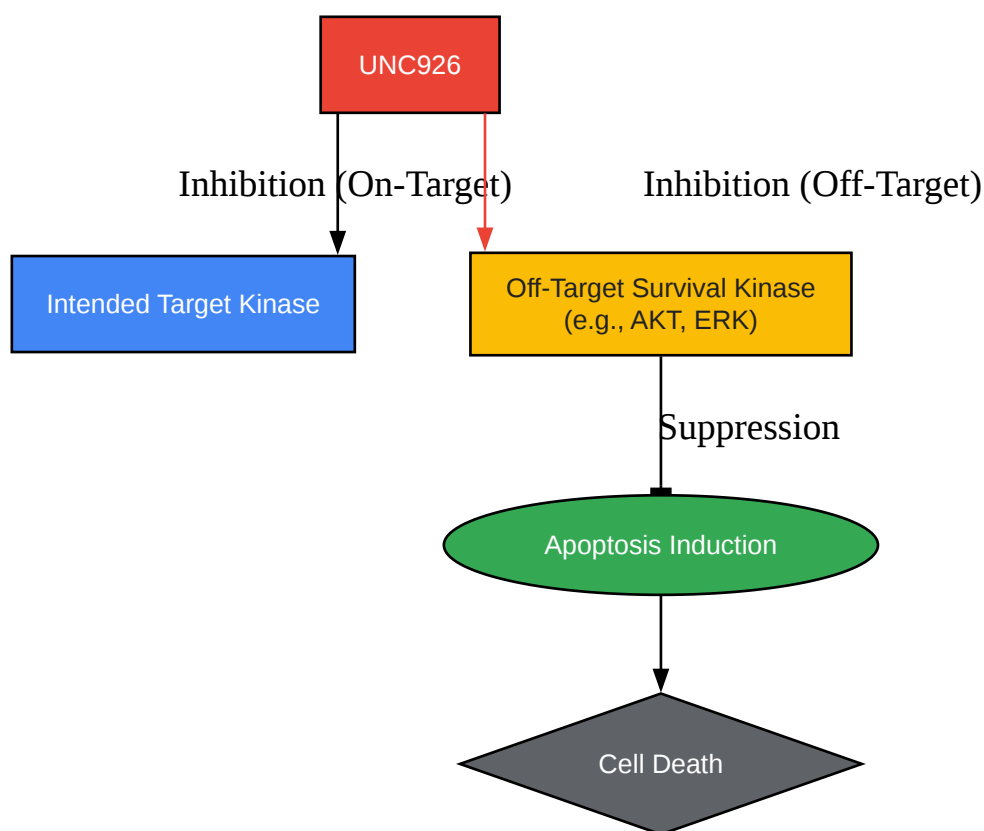 UNC926
Inhibition (On-Target)
Inhibition (Off-Target)
Intended Target Kinase
Off-Target Survival Kinase
(e.g., AKT, ERK)
Suppression
Apoptosis Induction
Cell Death